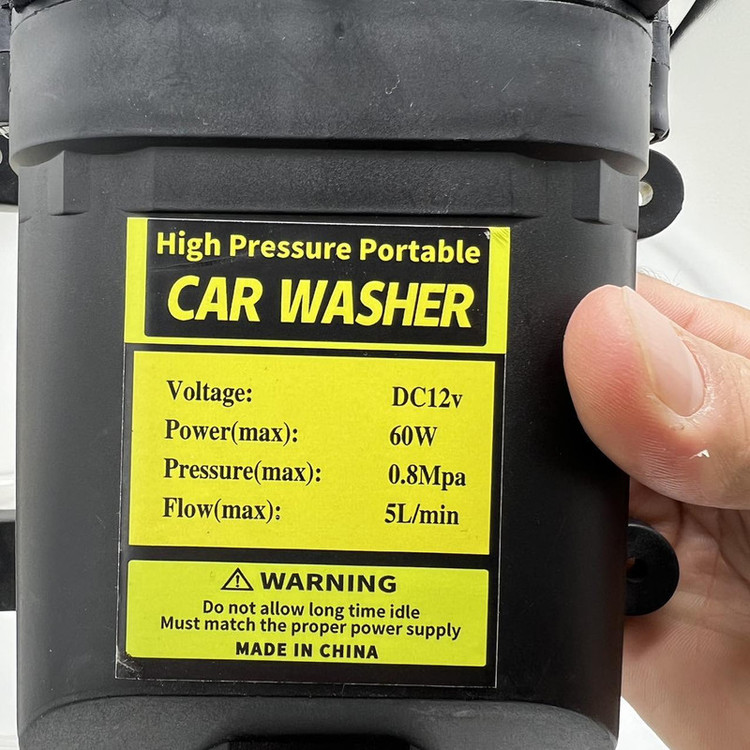 High Pressure Portable
CAR WASHER
Voltage: DC12v
Power(max): 60W
Pressure(max): 0.8Mpa
Flow(max): 5L/min
WARNING
Do not allow long time idle
Must match the proper power supply
MADE IN CHINA